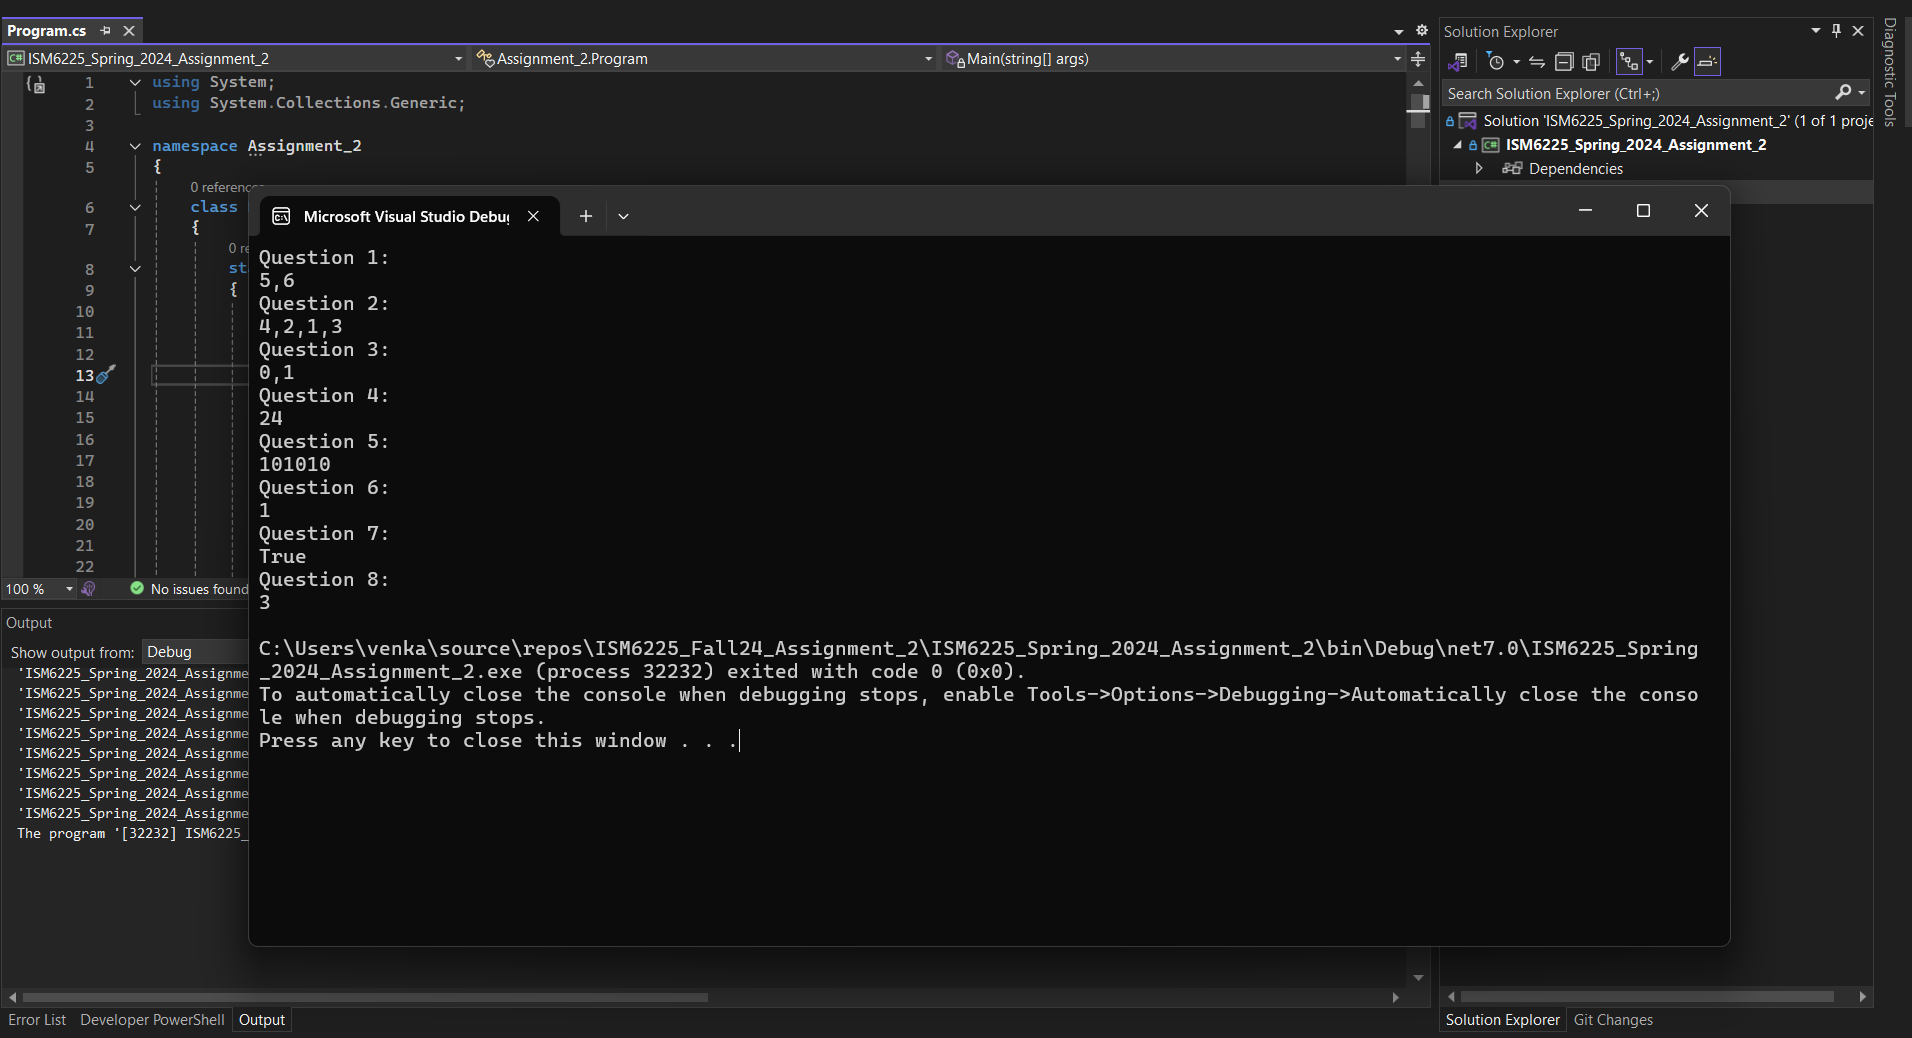 Program.cs
ISM6225_Spring_2024_Assignment_2
Assignment_2.Program
Main(string[] args)
1 using System;
2 using System.Collections.Generic;
3
4 namespace Assignment_2
5 {
0 references
6 class
7 {
0 re
8 st
9 {
10
11
12
13
14
15
16
17
18
19
20
21
22
100 %
No issues found
Output
Show output from: Debug
'ISM6225_Spring_2024_Assignme
'ISM6225_Spring_2024_Assignme
'ISM6225_Spring_2024_Assignme
'ISM6225_Spring_2024_Assignme
'ISM6225_Spring_2024_Assignme
'ISM6225_Spring_2024_Assignme
'ISM6225_Spring_2024_Assignme
'ISM6225_Spring_2024_Assignme
The program '[32232] ISM6225_
Error List Developer PowerShell Output
Microsoft Visual Studio Debug
Question 1:
5,6
Question 2:
4,2,1,3
Question 3:
0,1
Question 4:
24
Question 5:
101010
Question 6:
1
Question 7:
True
Question 8:
3
C:\Users\venka\source\repos\ISM6225_Fall24_Assignment_2\ISM6225_Spring_2024_Assignment_2\bin\Debug\net7.0\ISM6225_Spring
_2024_Assignment_2.exe (process 32232) exited with code 0 (0x0).
To automatically close the console when debugging stops, enable Tools->Options->Debugging->Automatically close the conso
le when debugging stops.
Press any key to close this window . . .
Solution Explorer
Search Solution Explorer (Ctrl+;)
Solution 'ISM6225_Spring_2024_Assignment_2' (1 of 1 proje
ISM6225_Spring_2024_Assignment_2
Dependencies
Solution Explorer Git Changes
Diagnostic Tools